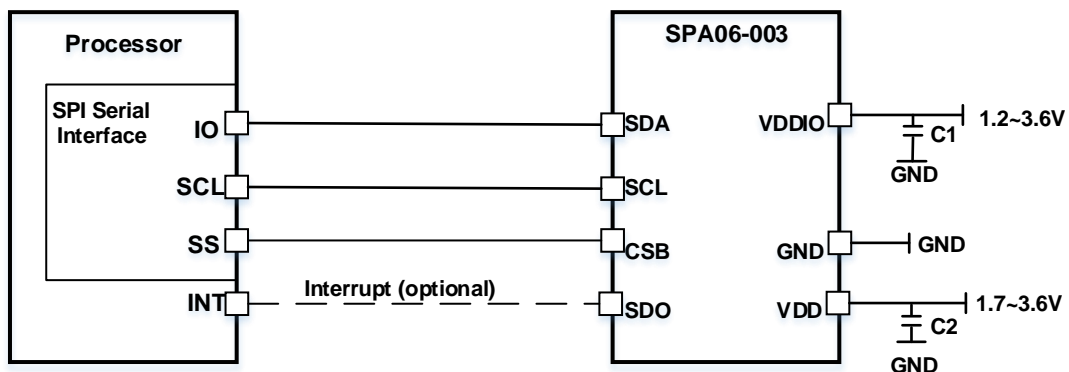 Processor
SPA06-003
SPI Serial
Interface
IO
SCL
SS
INT
Interrupt (optional)
SDA
SCL
CSB
SDO
VDDIO
GND
VDD
1.2~3.6V
C1
GND
GND
1.7~3.6V
C2
GND